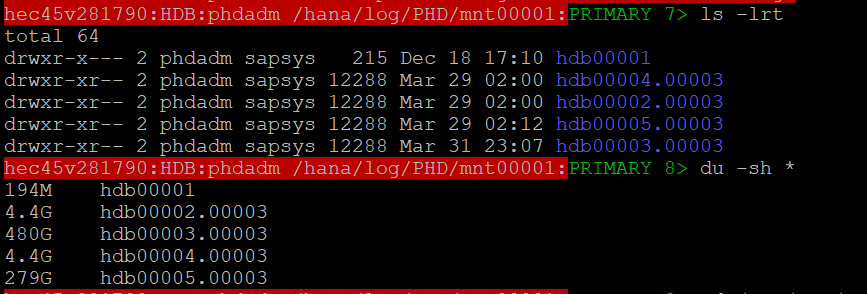 hec45v281790:HDB:phdadm /hana/log/PHD/mnt00001:PRIMARY 7> ls -lrt
total 64
drwxr-x--- 2 phdadm sapsys   215 Dec 18 17:10 hdb00001
drwxr-xr-- 2 phdadm sapsys 12288 Mar 29 02:00 hdb00004.00003
drwxr-xr-- 2 phdadm sapsys 12288 Mar 29 02:00 hdb00002.00003
drwxr-xr-- 2 phdadm sapsys 12288 Mar 29 02:12 hdb00005.00003
drwxr-xr-- 2 phdadm sapsys 12288 Mar 31 23:07 hdb00003.00003
hec45v281790:HDB:phdadm /hana/log/PHD/mnt00001:PRIMARY 8> du -sh *
194M    hdb00001
4.4G    hdb00002.00003
480G    hdb00003.00003
4.4G    hdb00004.00003
279G    hdb00005.00003